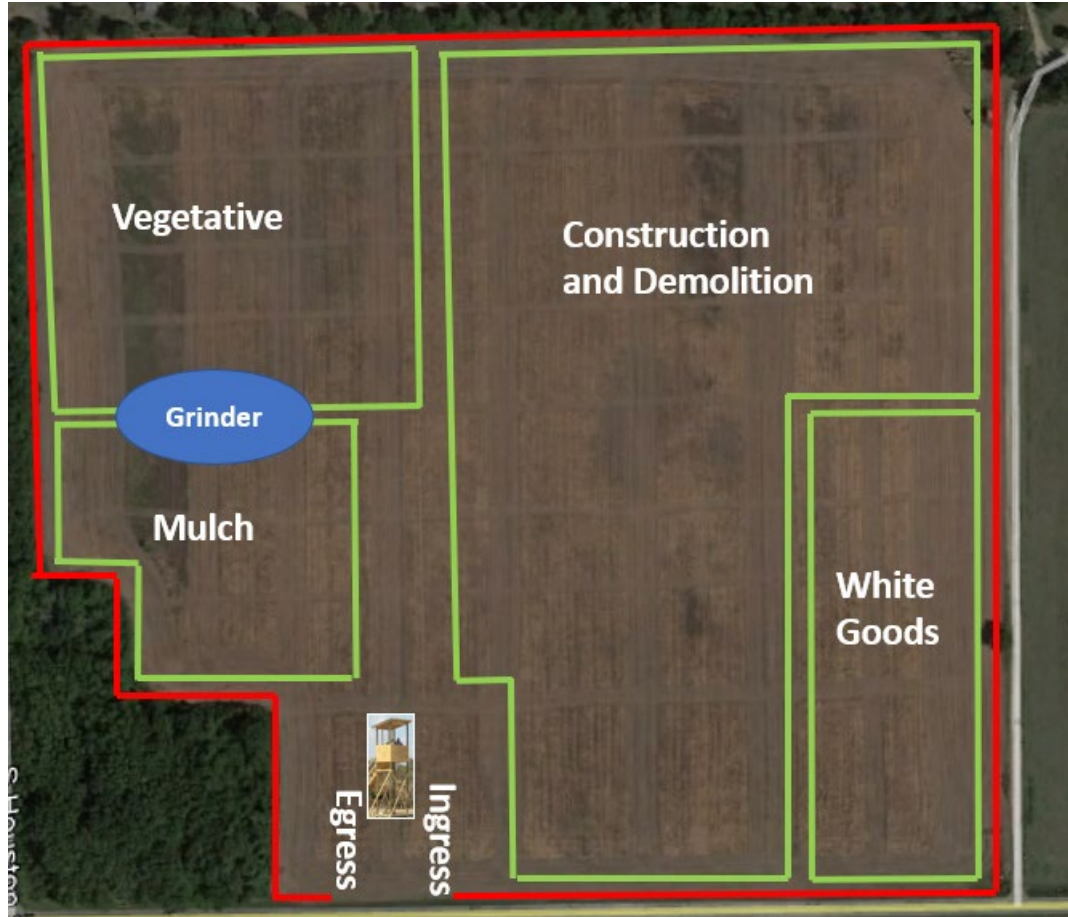 Vegetative
Construction
and Demolition
Grinder
Mulch
White
Goods
Egress
Ingress